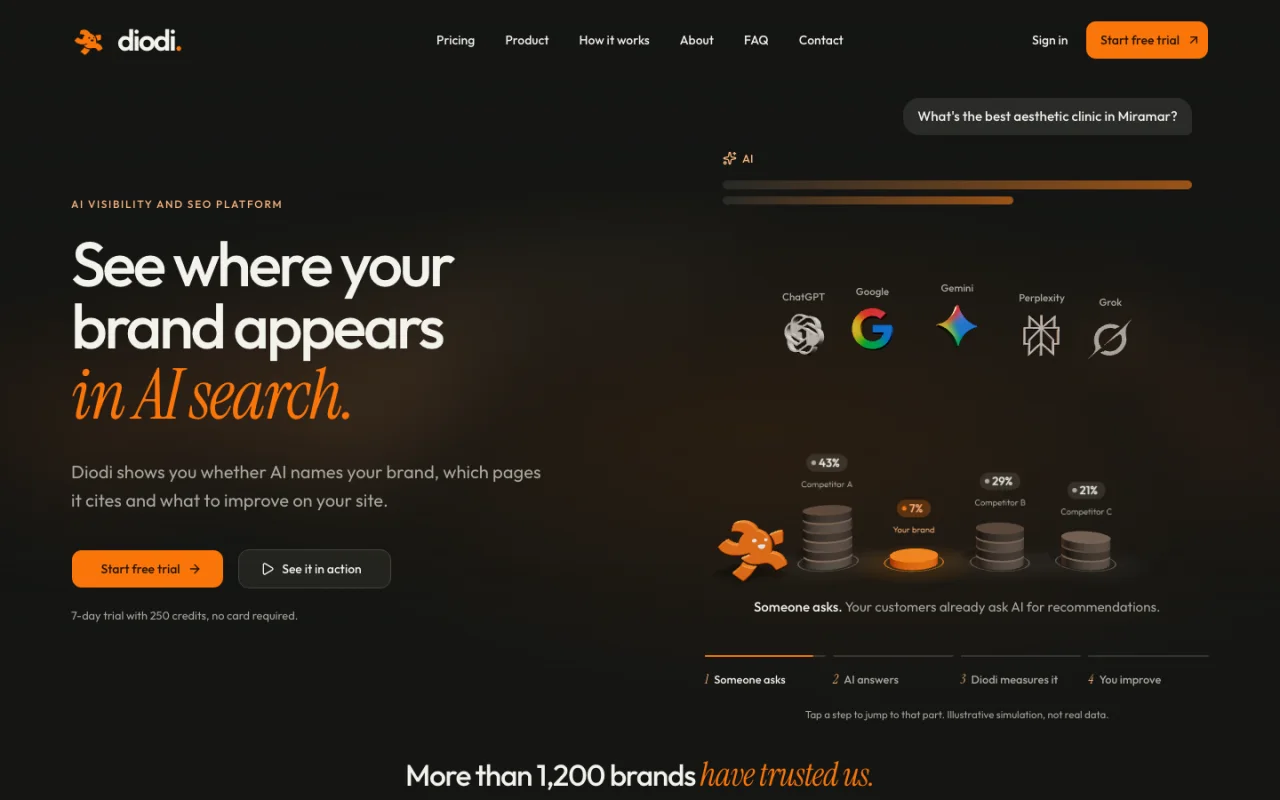 diodi.
Pricing
Product
How it works
About
FAQ
Contact
Sign in
Start free trial
What's the best aesthetic clinic in Miramar?
AI
AI VISIBILITY AND SEO PLATFORM
See where your
brand appears
in AI search.
Diodi shows you whether AI names your brand, which pages
it cites and what to improve on your site.
Start free trial
See it in action
7-day trial with 250 credits, no card required.
ChatGPT
Google
Gemini
Perplexity
Grok
43%
Competitor A
7%
Your brand
29%
Competitor B
21%
Competitor C
Someone asks. Your customers already ask AI for recommendations.
1 Someone asks
2 AI answers
3 Diodi measures it
4 You improve
Tap a step to jump to that part. Illustrative simulation, not real data.
More than 1,200 brands have trusted us.